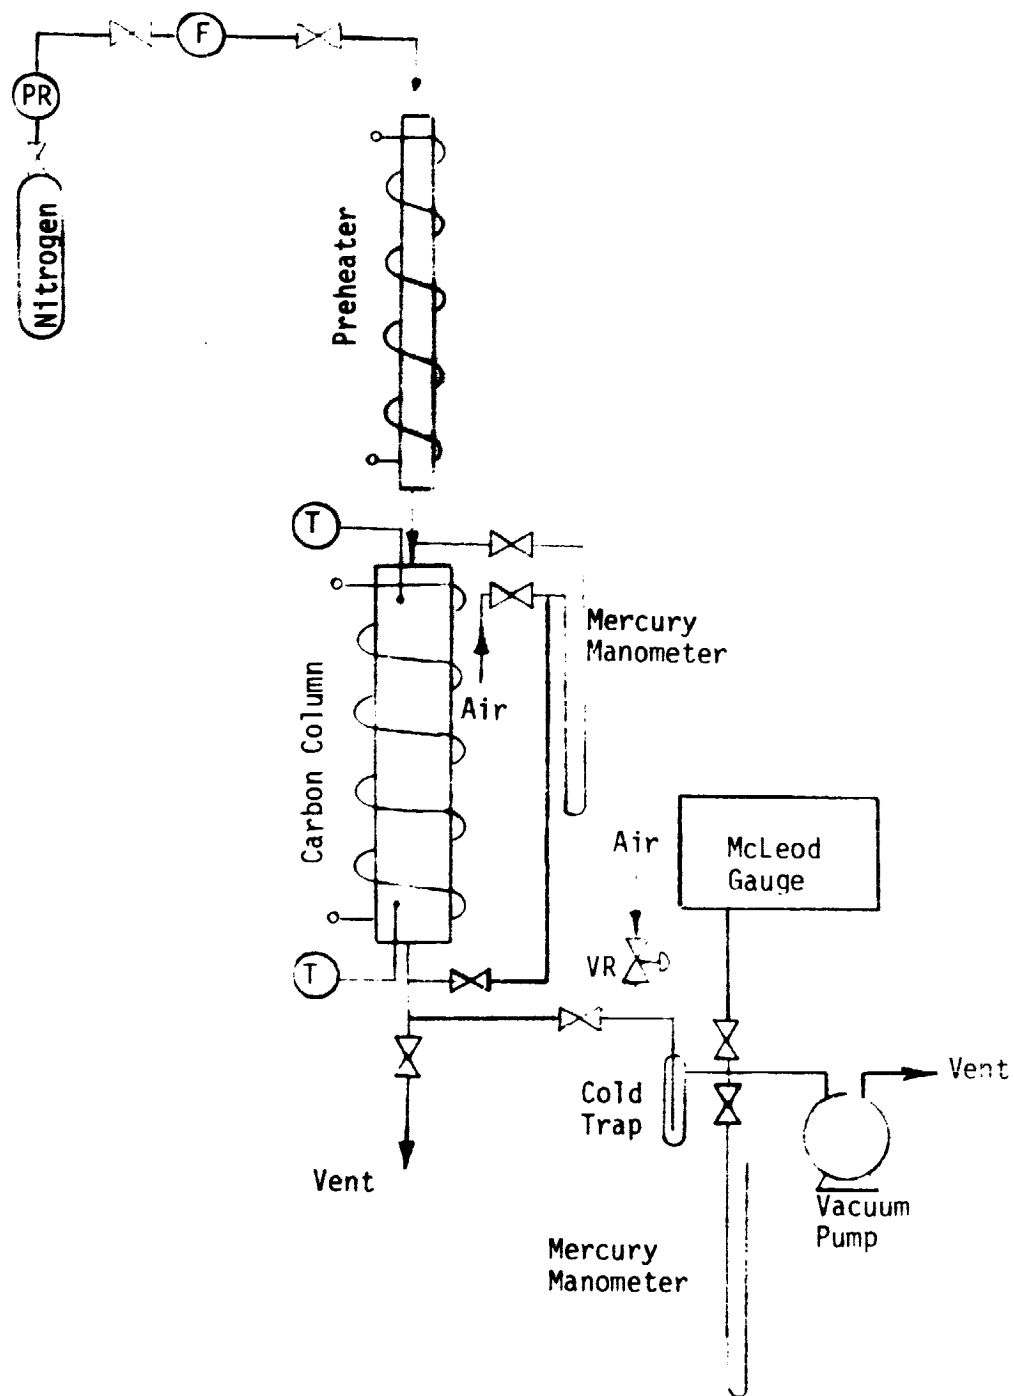 F
PR
Nitrogen
Preheater
T
Mercury
Manometer
Air
Carbon Column
Air
McLeod
Gauge
VR
T
Vent
Cold
Trap
Vent
Vacuum
Pump
Mercury
Manometer